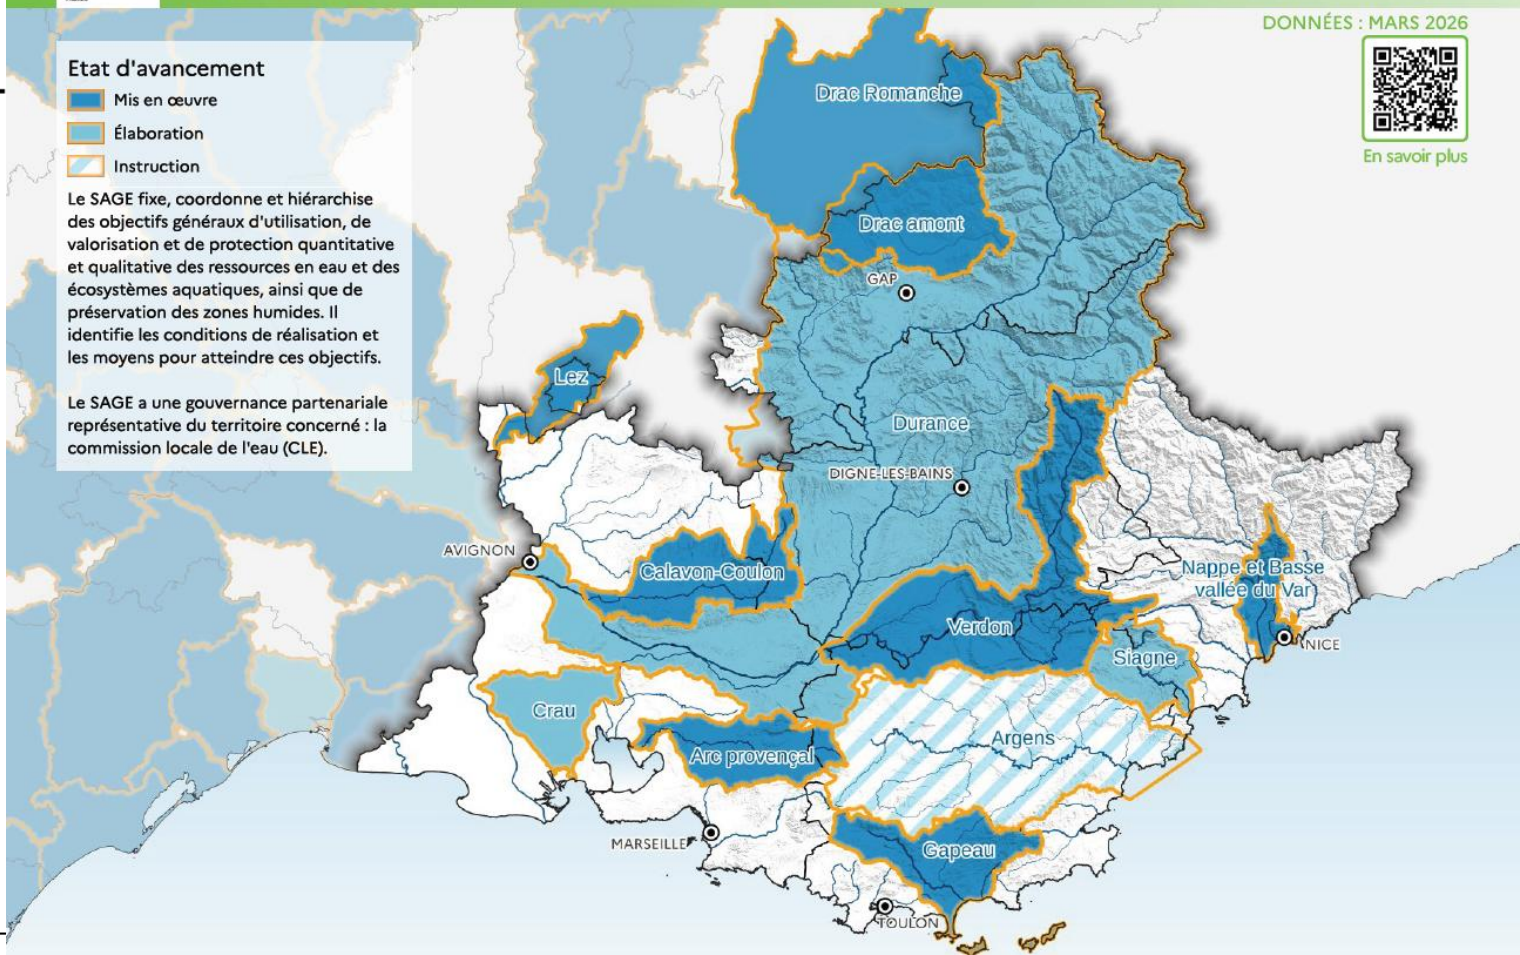 DONNÉES : MARS 2026
En savoir plus
Etat d'avancement
Mis en œuvre
Élaboration
Instruction
Le SAGE fixe, coordonne et hiérarchise
des objectifs généraux d'utilisation, de
valorisation et de protection quantitative
et qualitative des ressources en eau et des
écosystèmes aquatiques, ainsi que de
préservation des zones humides. Il
identifie les conditions de réalisation et
les moyens pour atteindre ces objectifs.
Le SAGE a une gouvernance partenariale
représentative du territoire concerné : la
commission locale de l'eau (CLE).
Drac Romanche
Drac amont
GAP
Lez
Durance
DIGNE-LES-BAINS
AVIGNON
Calavon-Coulon
Nappe et Basse
vallée du Var
Verdon
NICE
Siagne
Crau
Argens
Arc provençal
MARSEILLE
Gapeau
TOULON